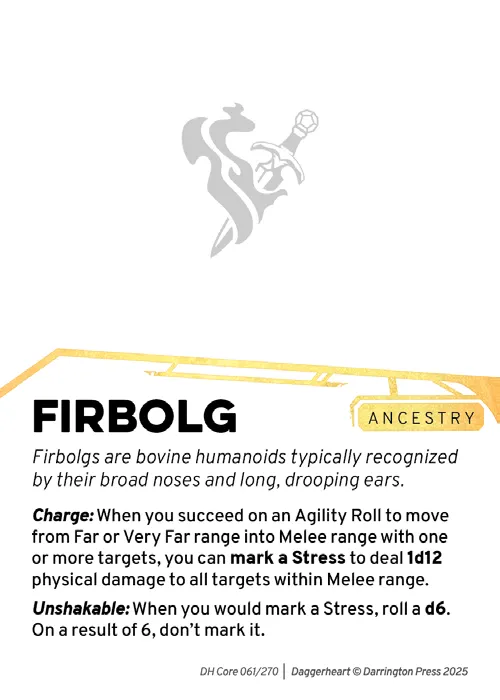 FIRBOLG
ANCESTRY
Firbolgs are bovine humanoids typically recognized
by their broad noses and long, drooping ears.
Charge: When you succeed on an Agility Roll to move
from Far or Very Far range into Melee range with one
or more targets, you can mark a Stress to deal 1d12
physical damage to all targets within Melee range.
Unshakable: When you would mark a Stress, roll a d6.
On a result of 6, don’t mark it.
DH Core 061/270 | Daggerheart © Darrington Press 2025